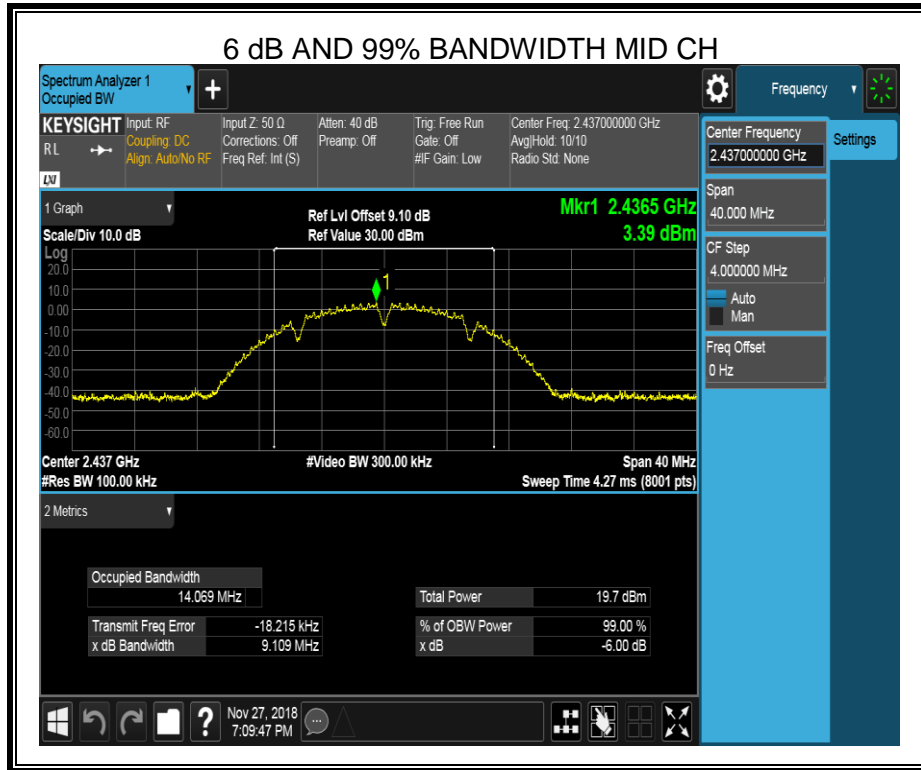 6 dB AND 99% BANDWIDTH MID CH
Spectrum Analyzer 1
Occupied BW
+
Frequency
KEYSIGHT
RL
LXI
Input: RF
Coupling: DC
Align: Auto/No RF
Input Z: 50 Ω
Corrections: Off
Freq Ref: Int (S)
Atten: 40 dB
Preamp: Off
Trig: Free Run
Gate: Off
#IF Gain: Low
Center Freq: 2.437000000 GHz
Avg|Hold: 10/10
Radio Std: None
Center Frequency
2.437000000 GHz
Settings
Span
40.000 MHz
CF Step
4.000000 MHz
Auto
Man
Freq Offset
0 Hz
1 Graph
Scale/Div 10.0 dB
Ref Lvl Offset 9.10 dB
Ref Value 30.00 dBm
Mkr1 2.4365 GHz
3.39 dBm
Log
20.0
10.0
0.00
-10.0
-20.0
-30.0
-40.0
-50.0
-60.0
1
Center 2.437 GHz
#Res BW 100.00 kHz
#Video BW 300.00 kHz
Span 40 MHz
Sweep Time 4.27 ms (8001 pts)
2 Metrics
Occupied Bandwidth
14.069 MHz
Total Power 19.7 dBm
Transmit Freq Error -18.215 kHz
% of OBW Power 99.00 %
x dB Bandwidth 9.109 MHz
x dB -6.00 dB
?
Nov 27, 2018
7:09:47 PM